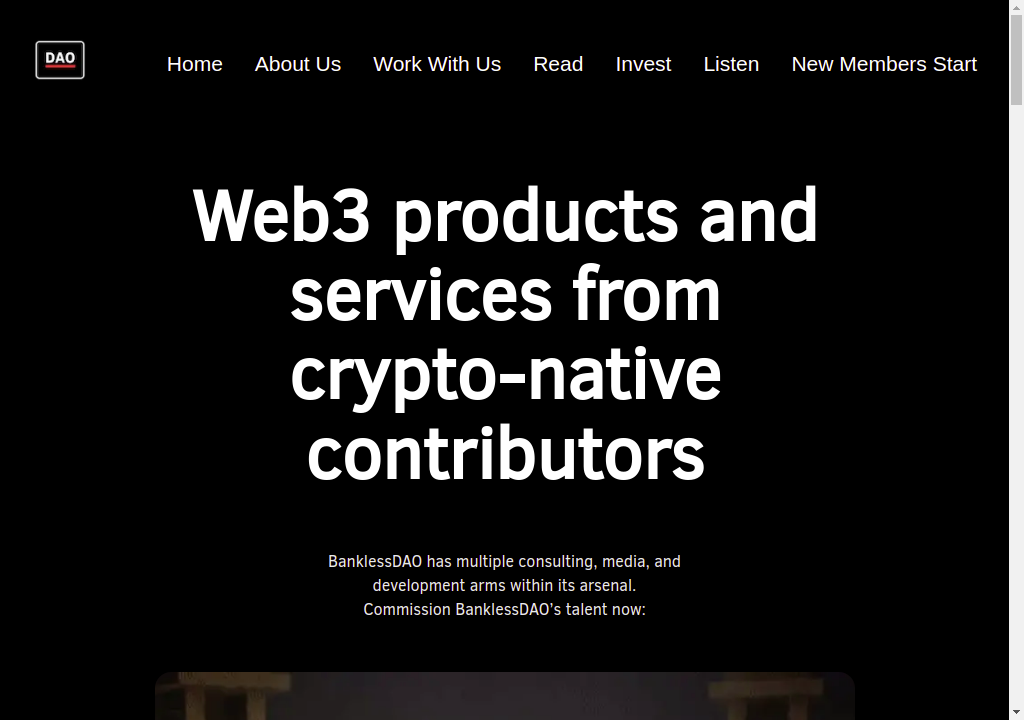 DAO
Home About Us Work With Us Read Invest Listen New Members Start
Web3 products and
services from
crypto-native
contributors
BanklessDAO has multiple consulting, media, and
development arms within its arsenal.
Commission BanklessDAO's talent now: